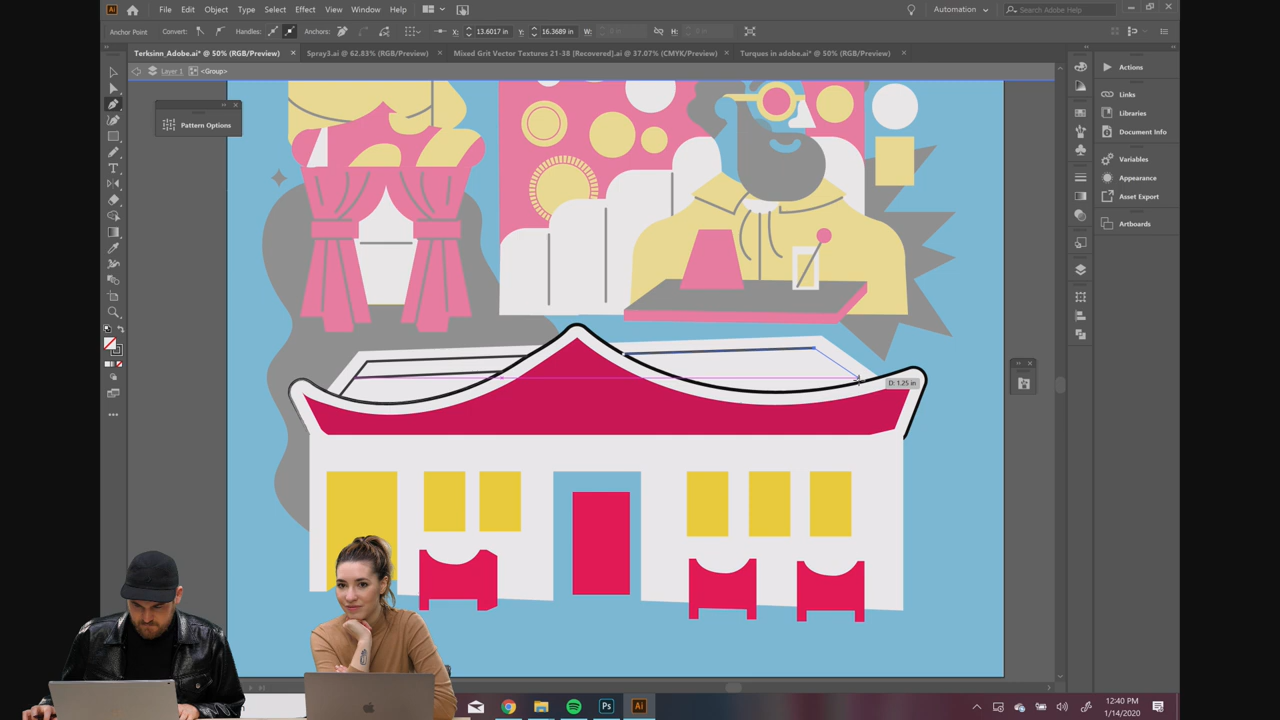 Ai File Edit Object Type Select Effect View Window Help Automation Search Adobe Help
Anchor Point Convert: Handles: Anchors: X: 13.6017 in Y: 16.3689 in W: H:
Terksinn_Adobe.ai* @ 50% (RGB/Preview) × Spray3.ai @ 62.83% (RGB/Preview) × Mixed Grit Vector Textures 21-38 [Recovered].ai @ 37.07% (CMYK/Preview) × Turques in adobe.ai* @ 50% (RGB/Preview) ×
Layer 1 <Group>
Pattern Options
Actions
Links
Libraries
Document Info
Variables
Appearance
Asset Export
Artboards
D: 1.25 in
Ps Ai
12:40 PM
1/14/2020